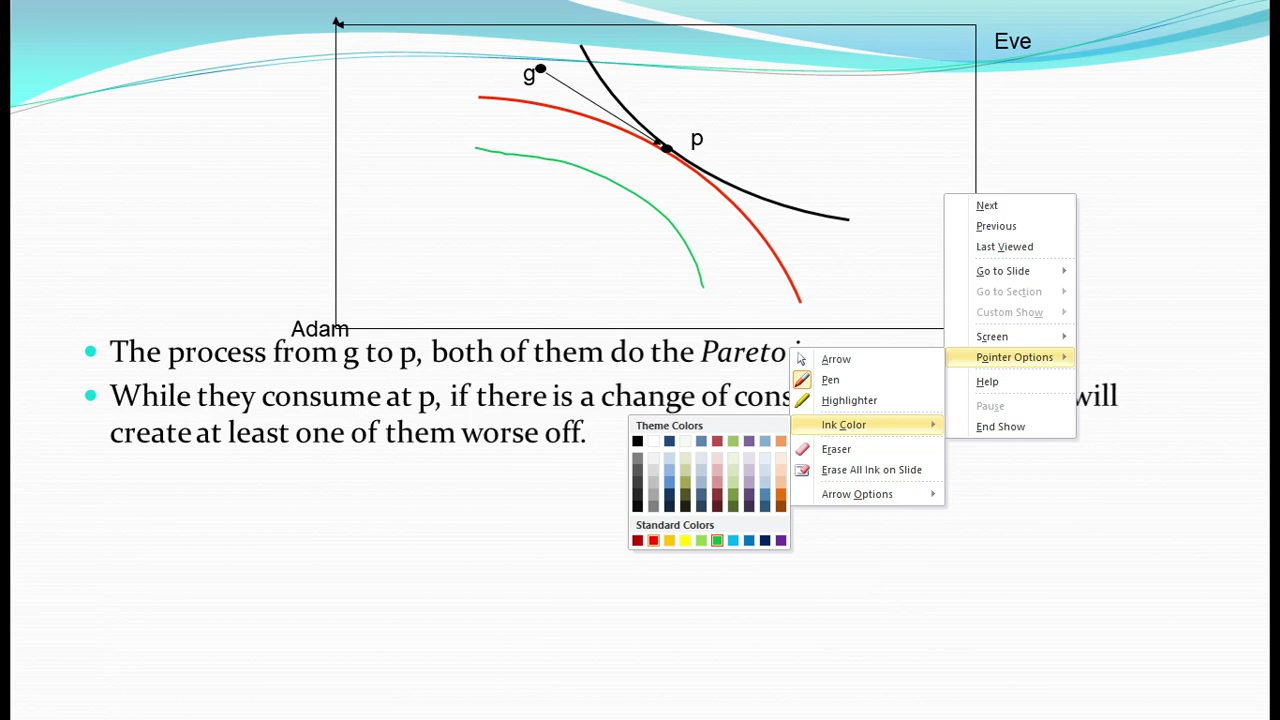 Eve
g
p
Adam
The process from g to p, both of them do the Pareto
While they consume at p, if there is a change of will
create at least one of them worse off.
Next
Previous
Last Viewed
Go to Slide
Go to Section
Custom Show
Screen
Pointer Options
Help
Pause
End Show
Arrow
Pen
Highlighter
Ink Color
Eraser
Erase All Ink on Slide
Arrow Options
Theme Colors
Standard Colors